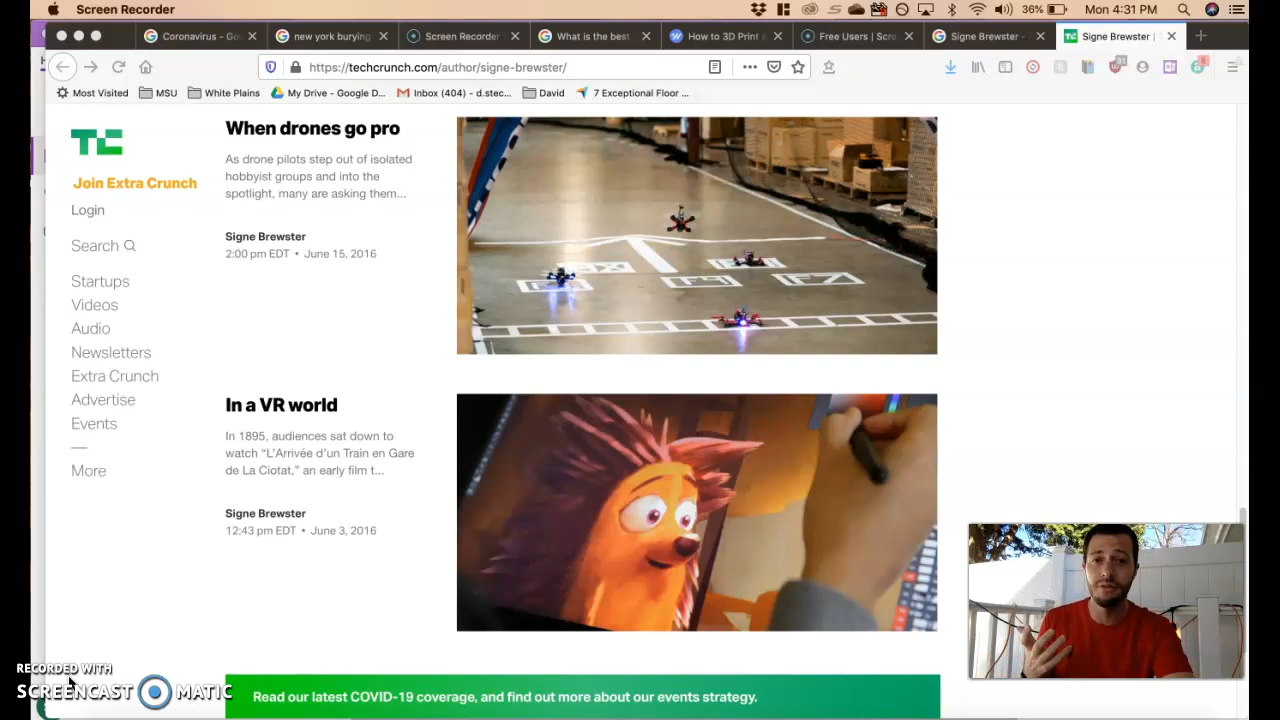 Screen Recorder
36%
Mon 4:31 PM
Coronavirus - Go
new york burying
Screen Recorder
What is the best
How to 3D Print
Free Users | Scre
Signe Brewster -
Signe Brewster |
https://techcrunch.com/author/signe-brewster/
Most Visited
MSU
White Plains
My Drive - Google D...
Inbox (404) - d.stec...
David
7 Exceptional Floor ...
TC
Join Extra Crunch
Login
Search
Startups
Videos
Audio
Newsletters
Extra Crunch
Advertise
Events
More
When drones go pro
As drone pilots step out of isolated
hobbyist groups and into the
spotlight, many are asking them...
Signe Brewster
2:00 pm EDT • June 15, 2016
In a VR world
In 1895, audiences sat down to
watch “L’Arrivée d’un Train en Gare
de La Ciotat,” an early film t...
Signe Brewster
12:43 pm EDT • June 3, 2016
Read our latest COVID-19 coverage, and find out more about our events strategy.
RECORDED WITH
SCREENCAST MATIC